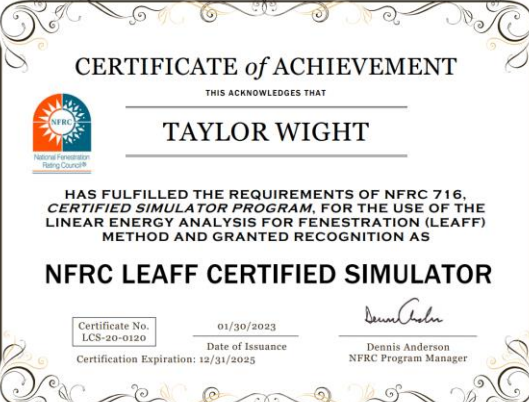 CERTIFICATE of ACHIEVEMENT
THIS ACKNOWLEDGES THAT
NFRC
National Fenestration
Rating Council®
TAYLOR WIGHT
HAS FULFILLED THE REQUIREMENTS OF NFRC 716,
CERTIFIED SIMULATOR PROGRAM, FOR THE USE OF THE
LINEAR ENERGY ANALYSIS FOR FENESTRATION (LEAFF)
METHOD AND GRANTED RECOGNITION AS
NFRC LEAFF CERTIFIED SIMULATOR
Certificate No.
LCS-20-0120
01/30/2023
Date of Issuance
Dennis Anderson
NFRC Program Manager
Certification Expiration: 12/31/2025